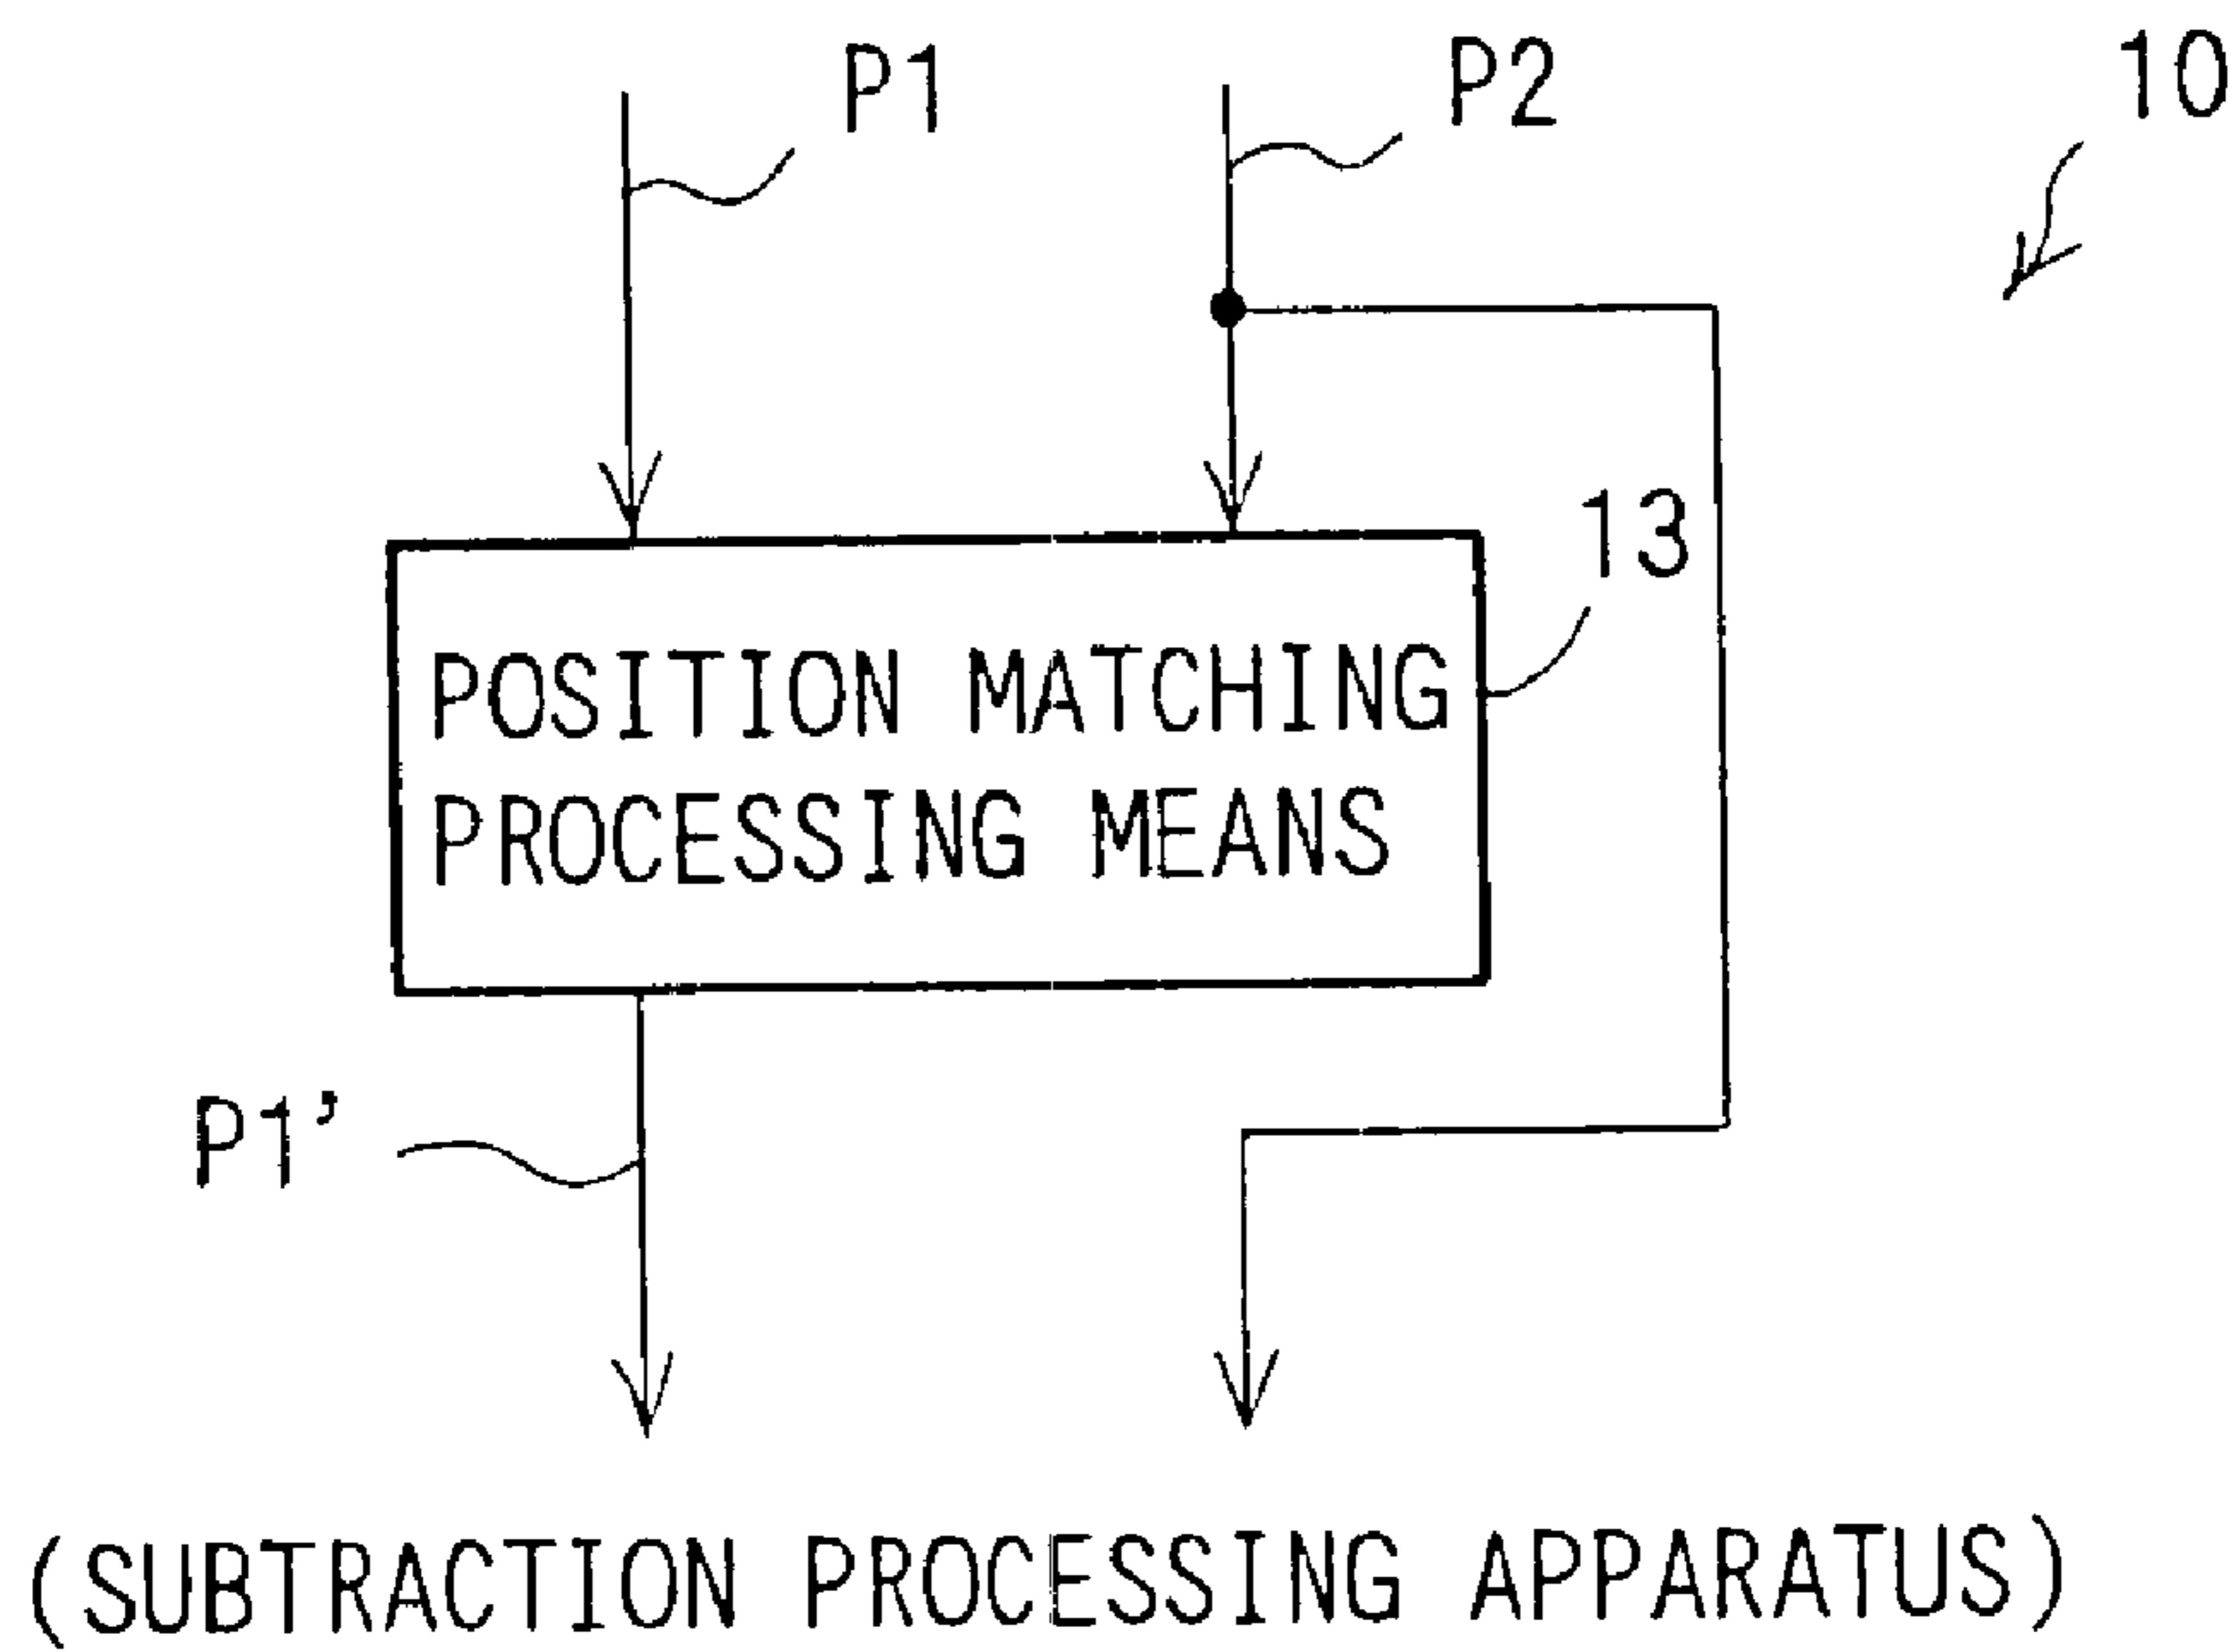 P1
P2
10
13
POSITION MATCHING
PROCESSING MEANS
P1'
(SUBTRACTION PROCESSING APPARATUS)